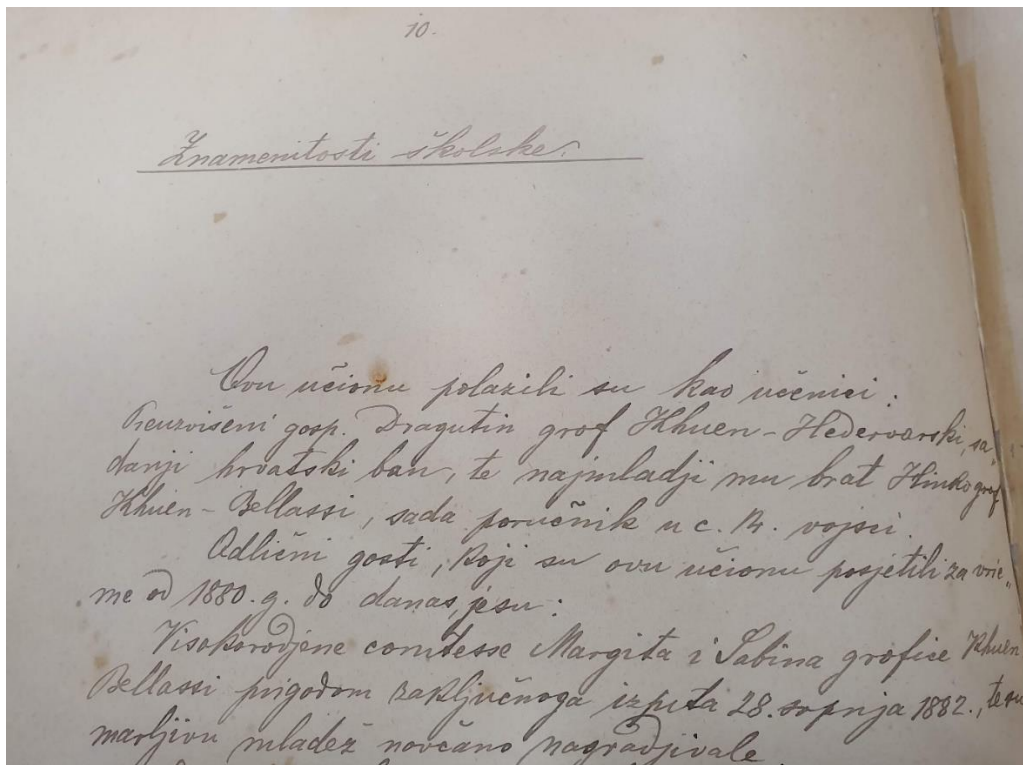 10.
Znamenitosti školske.
Ovu učionu polazili su kao učenici:
Preuzvišeni gosp. Dragutin grof Khuen-Hedervarski, sa„
danji hrvatski ban, te najmladji mu brat Hinko grof
Khuen-Bellassi, sada poručnik u c. kr. vojsci.
Odlični gosti, koji su ovu učionu posjetili za vrie„
me od 1880. g. do danas, jesu:
Visokorodjene comtesse Margita i Sabina grofice Khuen
Bellassi prigodom zaključnoga izpita 28. srpnja 1882., te su
marljivu mladež novčano nagradjivale